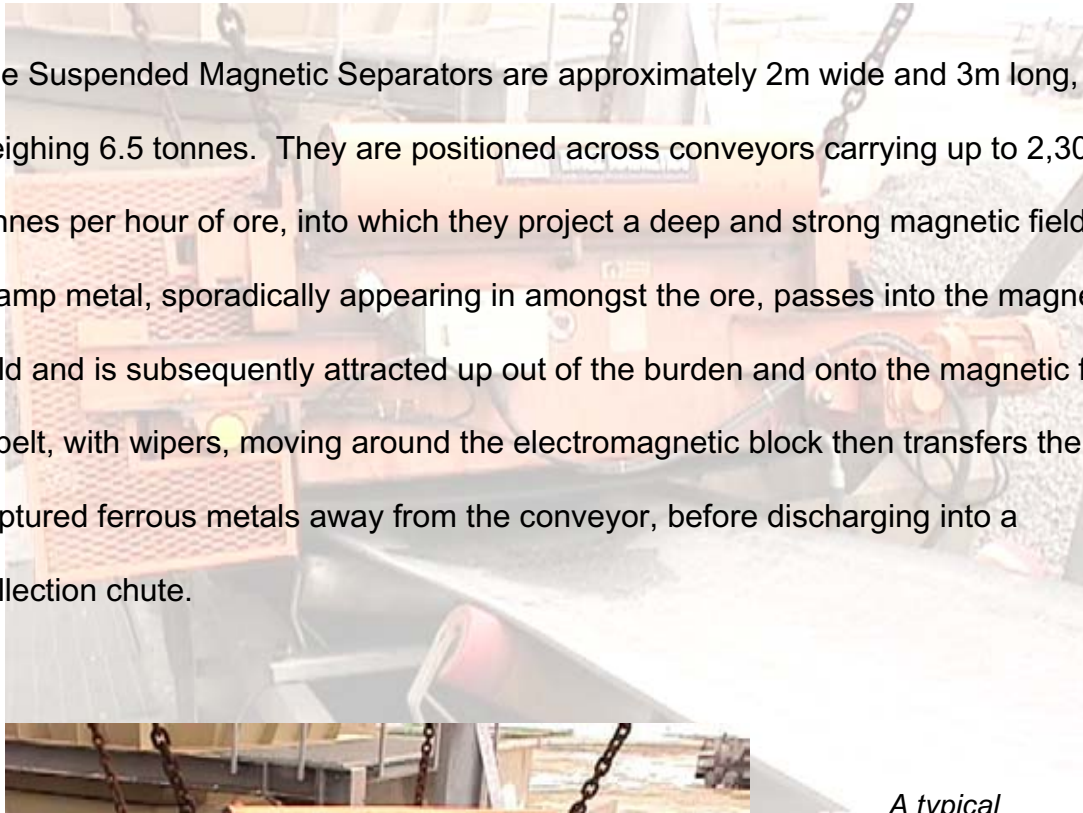 e Suspended Magnetic Separators are approximately 2m wide and 3m long,
eighing 6.5 tonnes. They are positioned across conveyors carrying up to 2,30
nnes per hour of ore, into which they project a deep and strong magnetic field
amp metal, sporadically appearing in amongst the ore, passes into the magne
ld and is subsequently attracted up out of the burden and onto the magnetic f
belt, with wipers, moving around the electromagnetic block then transfers the
ptured ferrous metals away from the conveyor, before discharging into a
llection chute.
A typical